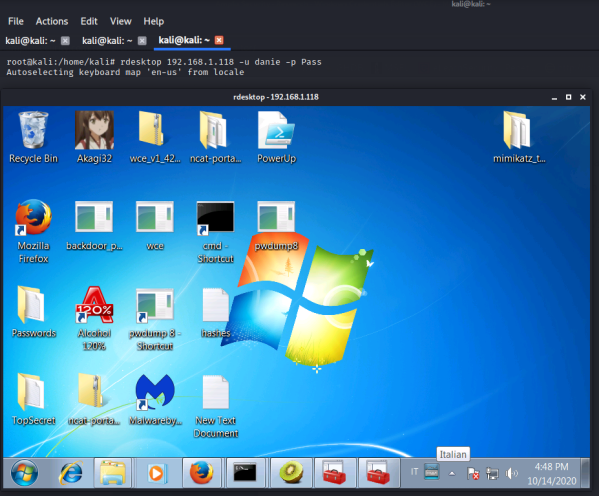 kali@kali: ~
File Actions Edit View Help
kali@kali: ~ kali@kali: ~ kali@kali: ~
root@kali:/home/kali# rdesktop 192.168.1.118 -u danie -p Pass
Autoselecting keyboard map 'en-us' from locale
rdesktop - 192.168.1.118
Recycle Bin Akagi32 wce_v1_42... ncat-porta... PowerUp mimikatz_t...
Mozilla Firefox backdoor_p... wce cmd - Shortcut pwdump8
Passwords Alcohol 120% pwdump 8 - Shortcut hashes
120%
TopSecret ncat-porta... Malwareby... New Text Document
Italian
IT 4:48 PM
10/14/2020